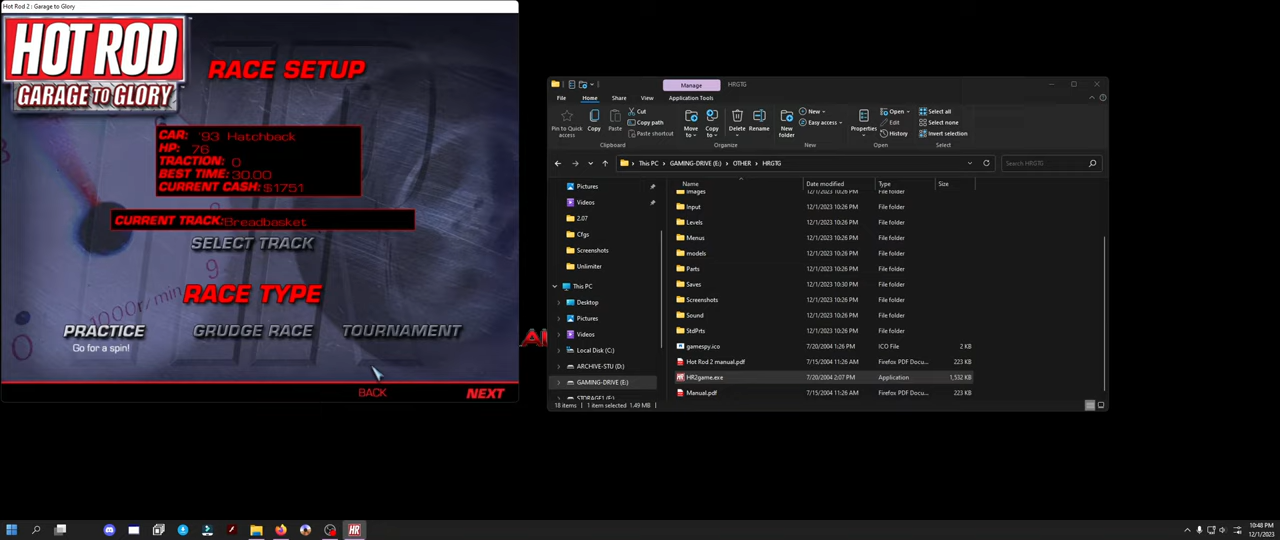 Hot Rod 2 : Garage to Glory
HOT ROD
GARAGE TO GLORY
RACE SETUP
CAR: '93 Hatchback
HP: 76
TRACTION: 0
BEST TIME: 30.00
CURRENT CASH: $1751
CURRENT TRACK: Breadbasket
SELECT TRACK
RACE TYPE
PRACTICE GRUDGE RACE TOURNAMENT
Go for a spin!
BACK NEXT
1000r/min
9
0
Manage HRGTG
File Home Share View Application Tools
Pin to Quick access
Copy
Paste
Cut
Copy path
Paste shortcut
Clipboard
Move to
Copy to
Delete
Rename
Organize
New folder
New
Easy access
New
Properties
Open
Edit
History
Open
Select all
Select none
Invert selection
Select
This PC > GAMING-DRIVE (E:) > OTHER > HRGTG
Search HRGTG
Pictures
Videos
2.07
Cfgs
Screenshots
Unlimiter
This PC
Desktop
Pictures
Videos
Local Disk (C:)
ARCHIVE-STU (D:)
GAMING-DRIVE (E:)
Name Date modified Type Size
Images 12/1/2023 10:26 PM File folder
Input 12/1/2023 10:26 PM File folder
Levels 12/1/2023 10:26 PM File folder
Menus 12/1/2023 10:26 PM File folder
models 12/1/2023 10:26 PM File folder
Parts 12/1/2023 10:26 PM File folder
Saves 12/1/2023 10:30 PM File folder
Screenshots 12/1/2023 10:26 PM File folder
Sound 12/1/2023 10:26 PM File folder
StdPrts 12/1/2023 10:26 PM File folder
gamespy.ico 7/20/2004 1:26 PM ICO File 2 KB
Hot Rod 2 manual.pdf 7/15/2004 11:26 AM Firefox PDF Docu... 223 KB
HR2game.exe 7/20/2004 2:07 PM Application 1,532 KB
Manual.pdf 7/15/2004 11:26 AM Firefox PDF Docu... 223 KB
18 items 1 item selected 1.49 MB
HR
10:48 PM
12/1/2023